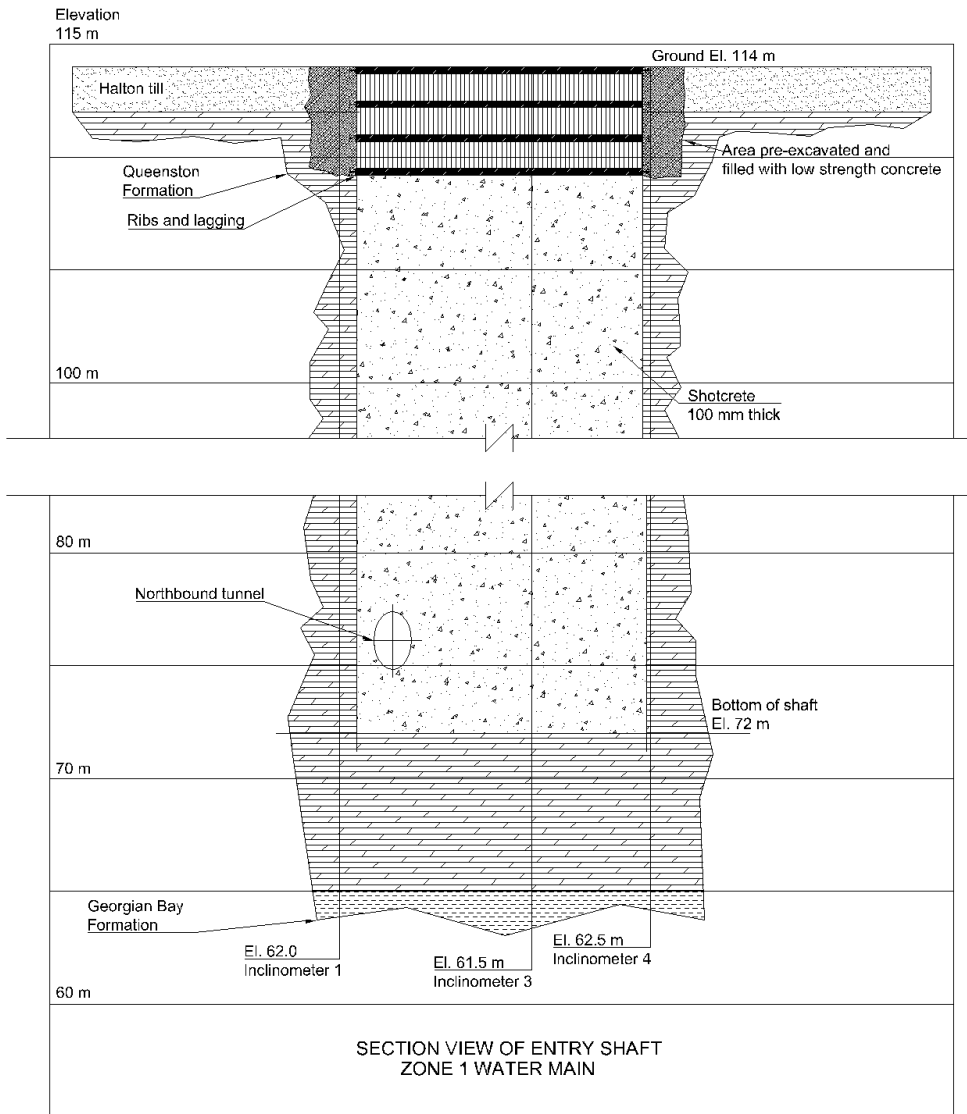 Elevation
115 m
Ground El. 114 m
Halton till
Area pre-excavated and
filled with low strength concrete
Queenston
Formation
Ribs and lagging
100 m
Shotcrete
100 mm thick
80 m
Northbound tunnel
Bottom of shaft
El. 72 m
70 m
Georgian Bay
Formation
El. 62.0
Inclinometer 1
El. 61.5 m
Inclinometer 3
El. 62.5 m
Inclinometer 4
60 m
SECTION VIEW OF ENTRY SHAFT
ZONE 1 WATER MAIN